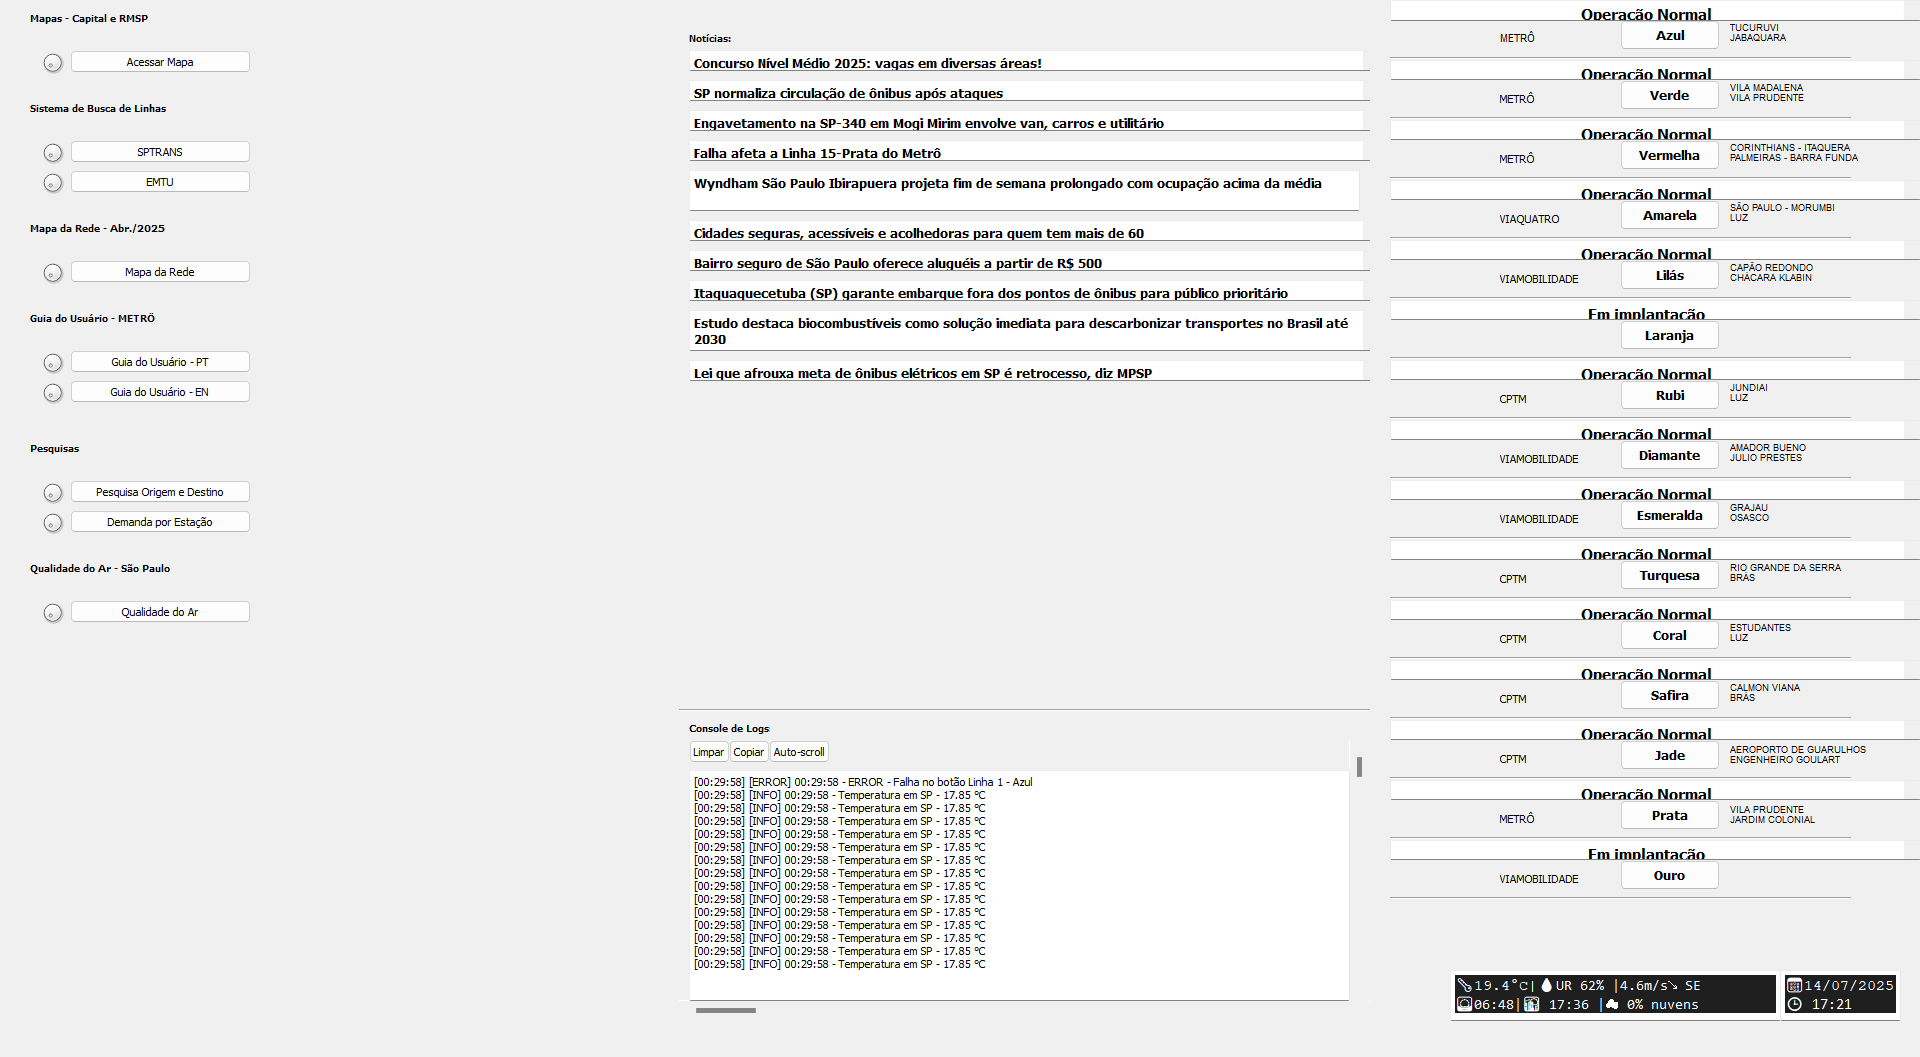 Mapas - Capital e RMSP
Acessar Mapa
Sistema de Busca de Linhas
SPTRANS
EMTU
Mapa da Rede - Abr./2025
Mapa da Rede
Guia do Usuário - METRÔ
Guia do Usuário - PT
Guia do Usuário - EN
Pesquisas
Pesquisa Origem e Destino
Demanda por Estação
Qualidade do Ar - São Paulo
Qualidade do Ar
Notícias:
Concurso Nível Médio 2025: vagas em diversas áreas!
SP normaliza circulação de ônibus após ataques
Engavetamento na SP-340 em Mogi Mirim envolve van, carros e utilitário
Falha afeta a Linha 15-Prata do Metrô
Wyndham São Paulo Ibirapuera projeta fim de semana prolongado com ocupação acima da média
Cidades seguras, acessíveis e acolhedoras para quem tem mais de 60
Bairro seguro de São Paulo oferece aluguéis a partir de R$ 500
Itaquaquecetuba (SP) garante embarque fora dos pontos de ônibus para público prioritário
Estudo destaca biocombustíveis como solução imediata para descarbonizar transportes no Brasil até
2030
Lei que afrouxa meta de ônibus elétricos em SP é retrocesso, diz MPSP
Console de Logs
Limpar Copiar Auto-scroll
[00:29:58] [ERROR] 00:29:58 - ERROR - Falha no botão Linha 1 - Azul
[00:29:58] [INFO] 00:29:58 - Temperatura em SP - 17.85 ºC
[00:29:58] [INFO] 00:29:58 - Temperatura em SP - 17.85 ºC
[00:29:58] [INFO] 00:29:58 - Temperatura em SP - 17.85 ºC
[00:29:58] [INFO] 00:29:58 - Temperatura em SP - 17.85 ºC
[00:29:58] [INFO] 00:29:58 - Temperatura em SP - 17.85 ºC
[00:29:58] [INFO] 00:29:58 - Temperatura em SP - 17.85 ºC
[00:29:58] [INFO] 00:29:58 - Temperatura em SP - 17.85 ºC
[00:29:58] [INFO] 00:29:58 - Temperatura em SP - 17.85 ºC
[00:29:58] [INFO] 00:29:58 - Temperatura em SP - 17.85 ºC
[00:29:58] [INFO] 00:29:58 - Temperatura em SP - 17.85 ºC
[00:29:58] [INFO] 00:29:58 - Temperatura em SP - 17.85 ºC
[00:29:58] [INFO] 00:29:58 - Temperatura em SP - 17.85 ºC
[00:29:58] [INFO] 00:29:58 - Temperatura em SP - 17.85 ºC
[00:29:58] [INFO] 00:29:58 - Temperatura em SP - 17.85 ºC
Operação Normal
METRÔ
Azul
TUCURUVI
JABAQUARA
Operação Normal
METRÔ
Verde
VILA MADALENA
VILA PRUDENTE
Operação Normal
METRÔ
Vermelha
CORINTHIANS - ITAQUERA
PALMEIRAS - BARRA FUNDA
Operação Normal
VIAQUATRO
Amarela
SÃO PAULO - MORUMBI
LUZ
Operação Normal
VIAMOBILIDADE
Lilás
CAPÃO REDONDO
CHÁCARA KLABIN
Em implantação
Laranja
Operação Normal
CPTM
Rubi
JUNDIAI
LUZ
Operação Normal
VIAMOBILIDADE
Diamante
AMADOR BUENO
JULIO PRESTES
Operação Normal
VIAMOBILIDADE
Esmeralda
GRAJAU
OSASCO
Operação Normal
CPTM
Turquesa
RIO GRANDE DA SERRA
BRÁS
Operação Normal
CPTM
Coral
ESTUDANTES
LUZ
Operação Normal
CPTM
Safira
CALMON VIANA
BRÁS
Operação Normal
CPTM
Jade
AEROPORTO DE GUARULHOS
ENGENHEIRO GOULART
Operação Normal
METRÔ
Prata
VILA PRUDENTE
JARDIM COLONIAL
Em implantação
VIAMOBILIDADE
Ouro
19.4°C| UR 62% |4.6m/s↘ SE
06:48| 17:36 | 0% nuvens
14/07/2025
17:21